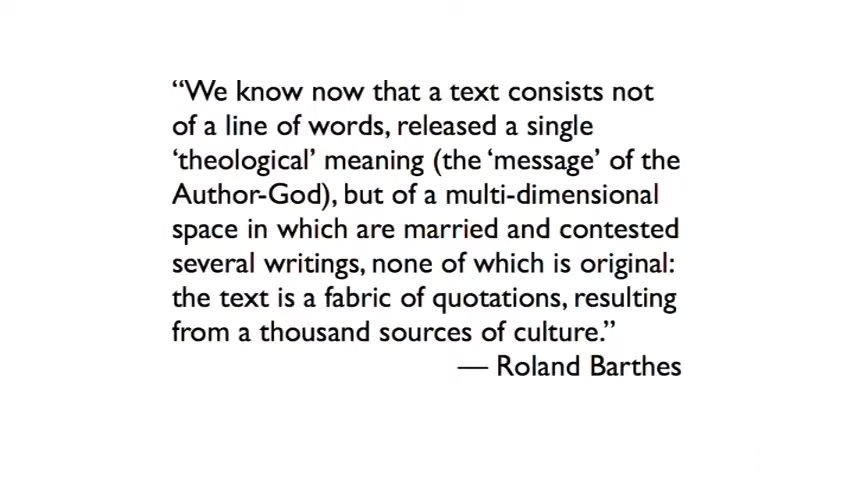 “We know now that a text consists not
of a line of words, released a single
‘theological’ meaning (the ‘message’ of the
Author-God), but of a multi-dimensional
space in which are married and contested
several writings, none of which is original:
the text is a fabric of quotations, resulting
from a thousand sources of culture.”
— Roland Barthes